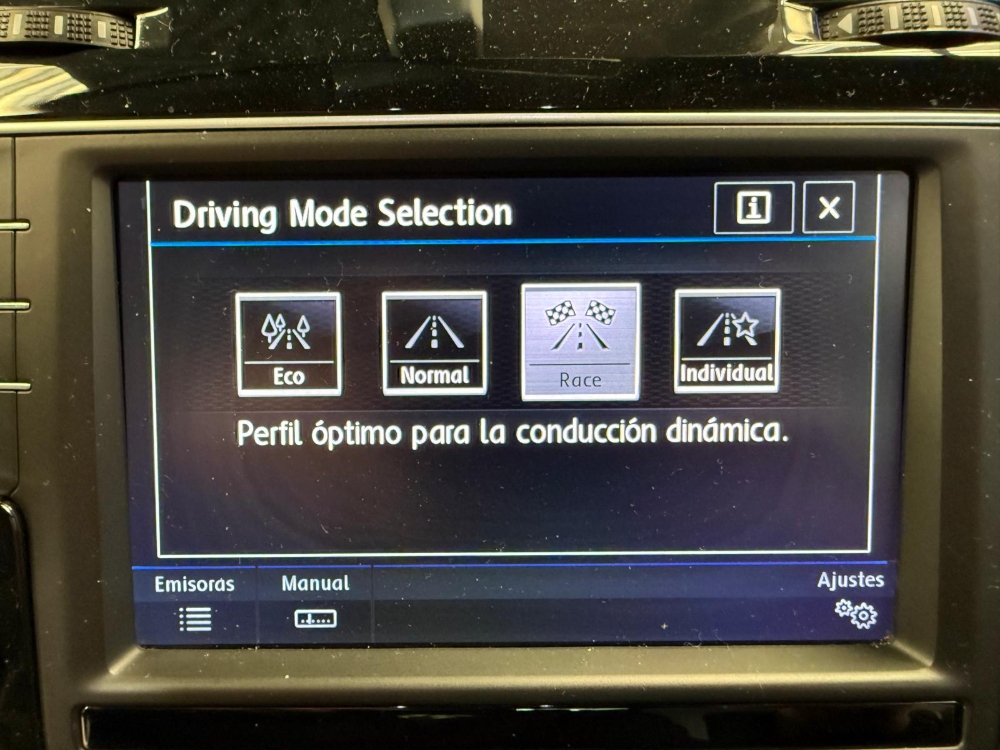 Driving Mode Selection
Eco
Normal
Race
Individual
Perfil óptimo para la conducción dinámica.
Emisoras
Manual
Ajustes